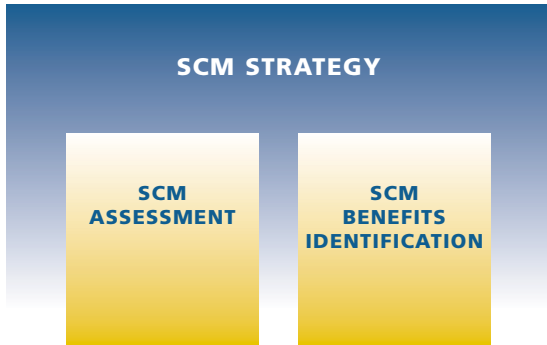 SCM STRATEGY
SCM
ASSESSMENT
SCM
BENEFITS
IDENTIFICATION